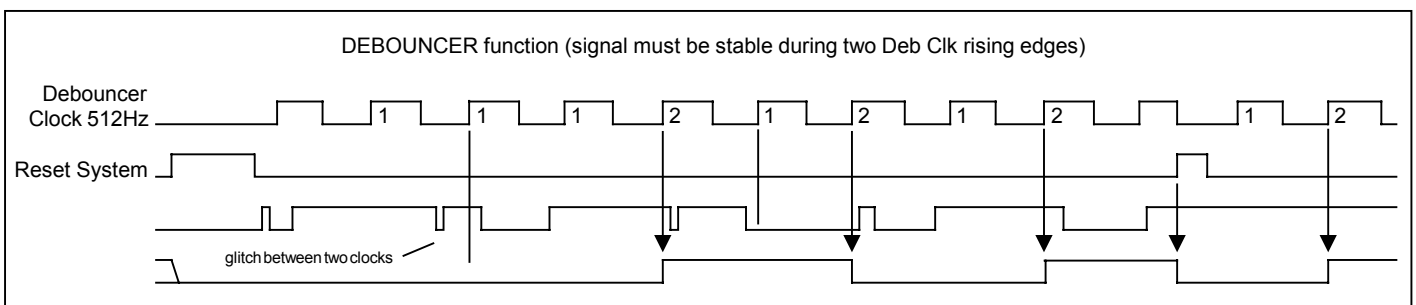 DEBOUNCER function (signal must be stable during two Deb Clk rising edges)
Debouncer
Clock 512Hz
1 1 1 2 1 2 1 2 1 2
Reset System
glitch between two clocks